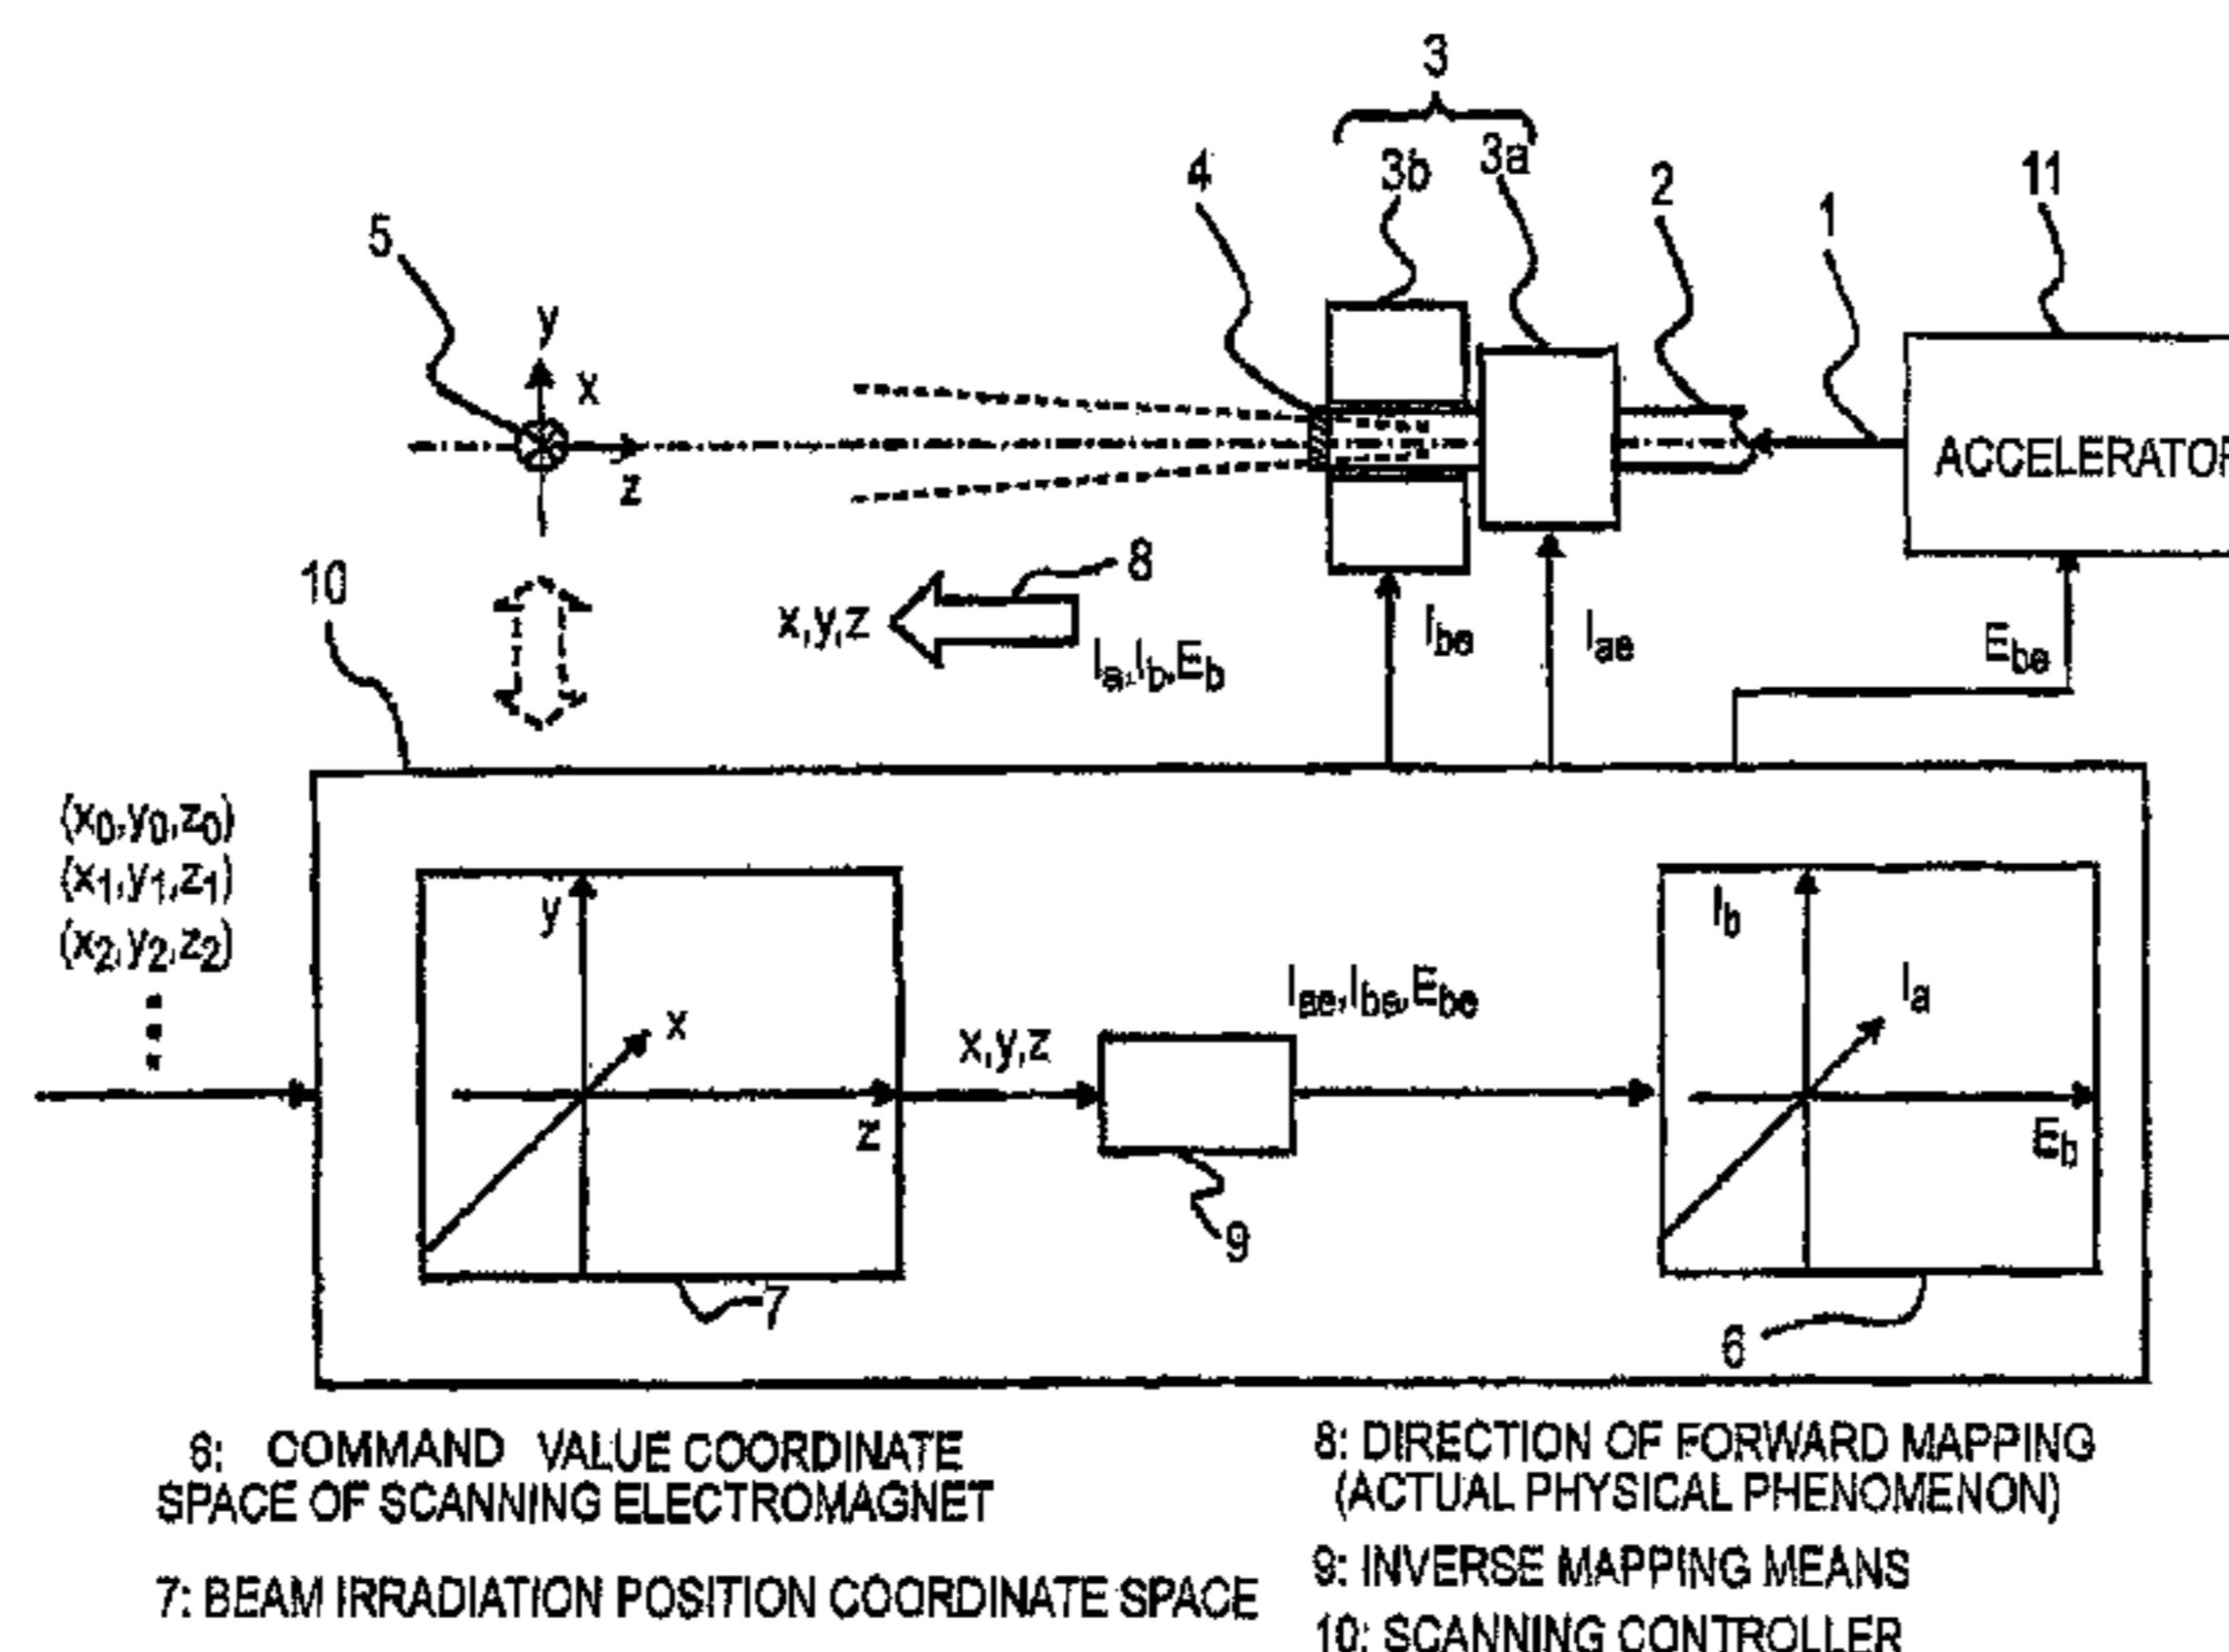 3
3b
3a
4
2
1
11
5
y
x
z
ACCELERATOR
10
8
x,y,z
Ia,Ib,Eb
Ibe
Iae
Ebe
(x0,y0,z0)
(x1,y1,z1)
(x2,y2,z2)
y
x
z
x,y,z
Iae,Ibe,Ebe
Ib
Ia
Eb
9
7
6
6: COMMAND VALUE COORDINATE
SPACE OF SCANNING ELECTROMAGNET
7: BEAM IRRADIATION POSITION COORDINATE SPACE
8: DIRECTION OF FORWARD MAPPING
(ACTUAL PHYSICAL PHENOMENON)
9: INVERSE MAPPING MEANS
10: SCANNING CONTROLLER